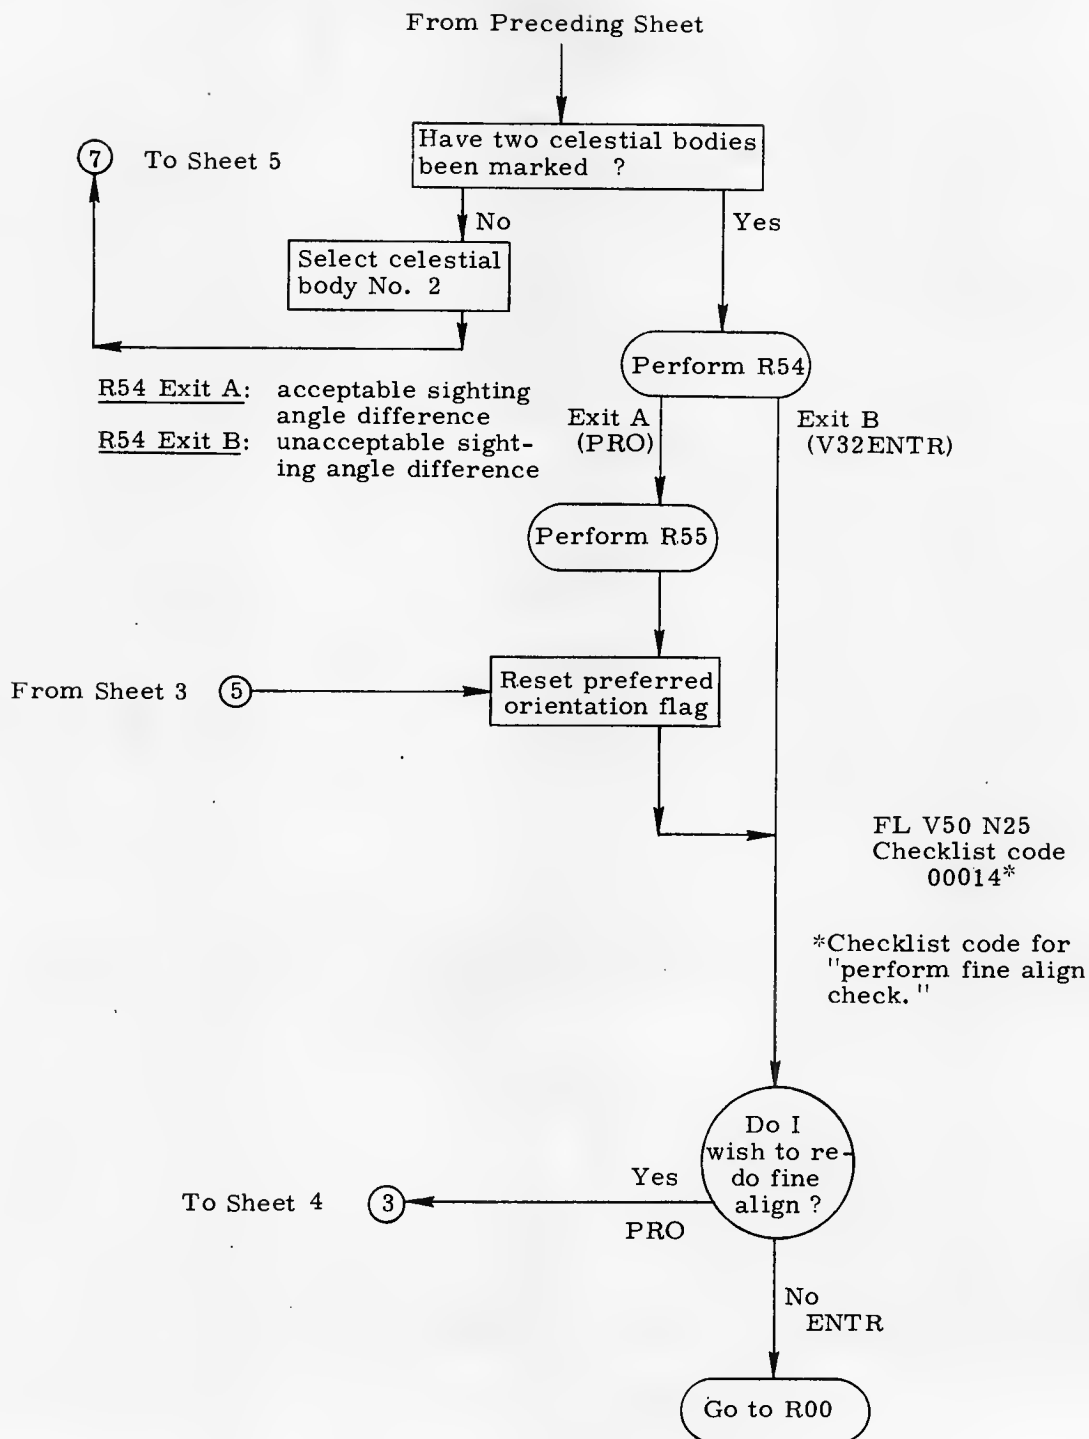 From Preceding Sheet
Have two celestial bodies
been marked ?
7 To Sheet 5
No
Yes
Select celestial
body No. 2
Perform R54
R54 Exit A: acceptable sighting
angle difference
R54 Exit B: unacceptable sight-
ing angle difference
Exit A
(PRO)
Exit B
(V32ENTR)
Perform R55
From Sheet 3 5
Reset preferred
orientation flag
FL V50 N25
Checklist code
00014*
*Checklist code for
"perform fine align
check."
Do I
wish to re-
do fine
align ?
Yes
PRO
To Sheet 4 3
No
ENTR
Go to R00